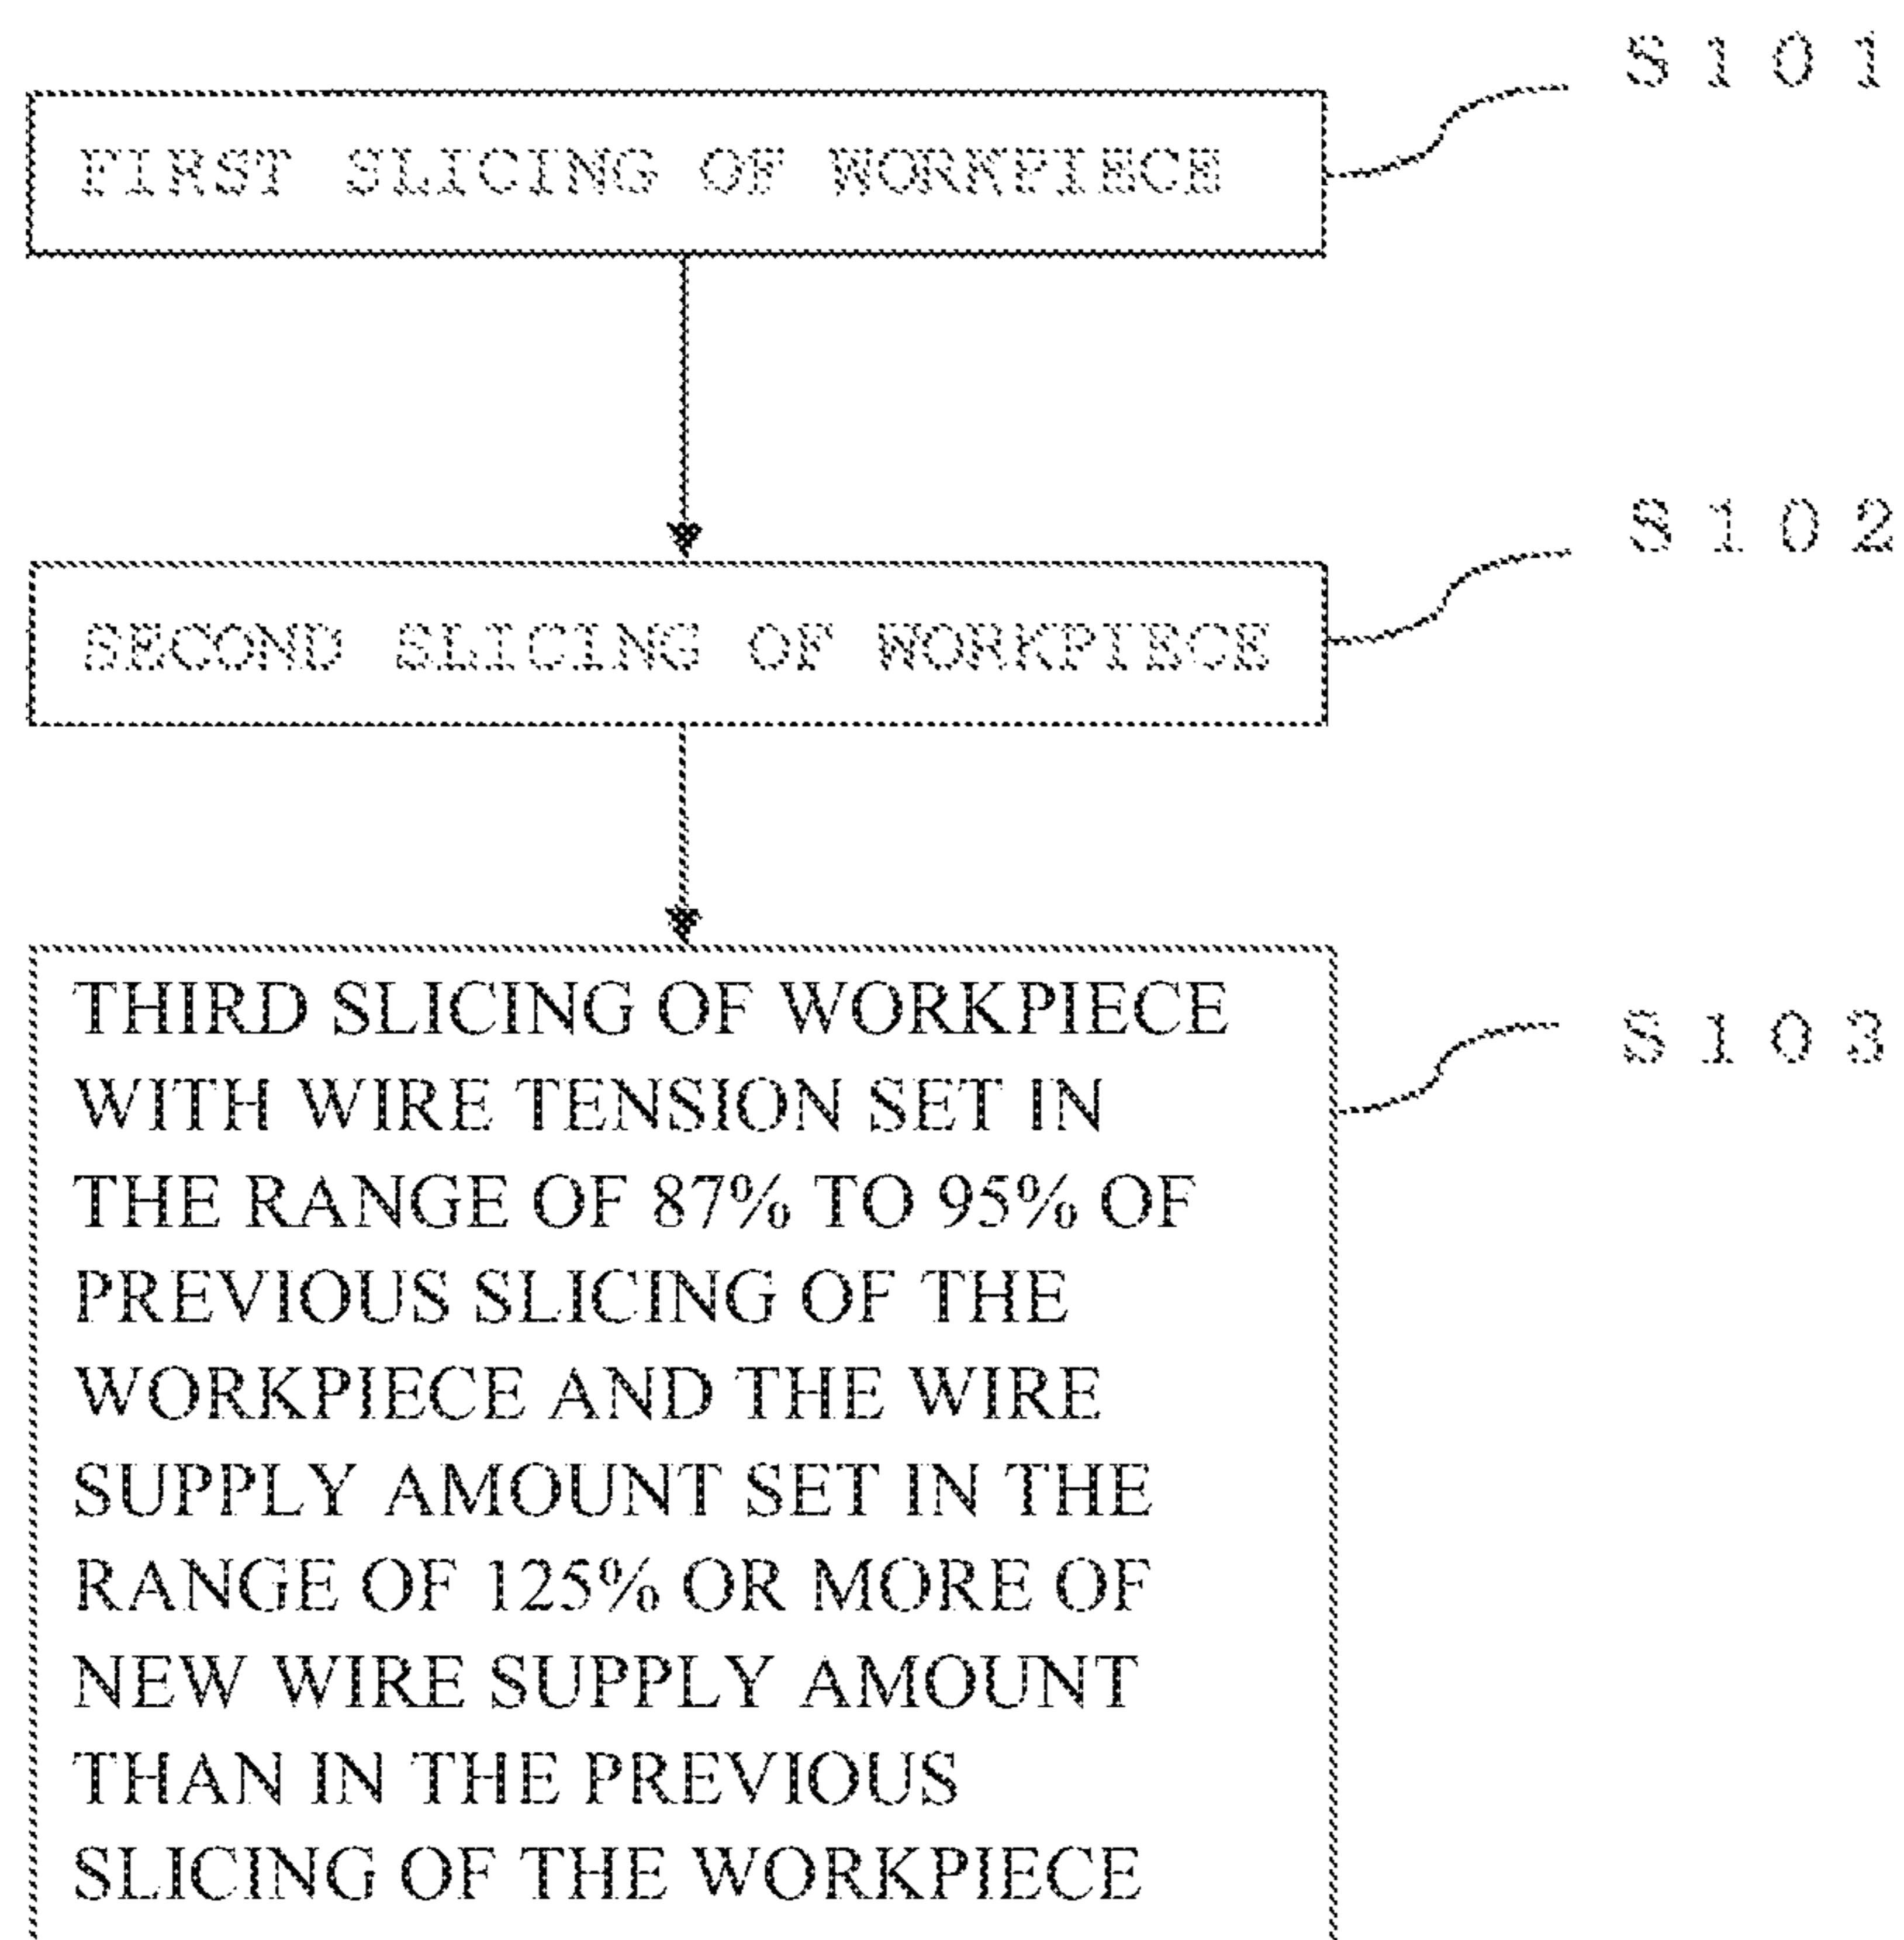 S101
FIRST SLICING OF WORKPIECE
S102
SECOND SLICING OF WORKPIECE
THIRD SLICING OF WORKPIECE
S103
WITH WIRE TENSION SET IN
THE RANGE OF 87% TO 95% OF
PREVIOUS SLICING OF THE
WORKPIECE AND THE WIRE
SUPPLY AMOUNT SET IN THE
RANGE OF 125% OR MORE OF
NEW WIRE SUPPLY AMOUNT
THAN IN THE PREVIOUS
SLICING OF THE WORKPIECE